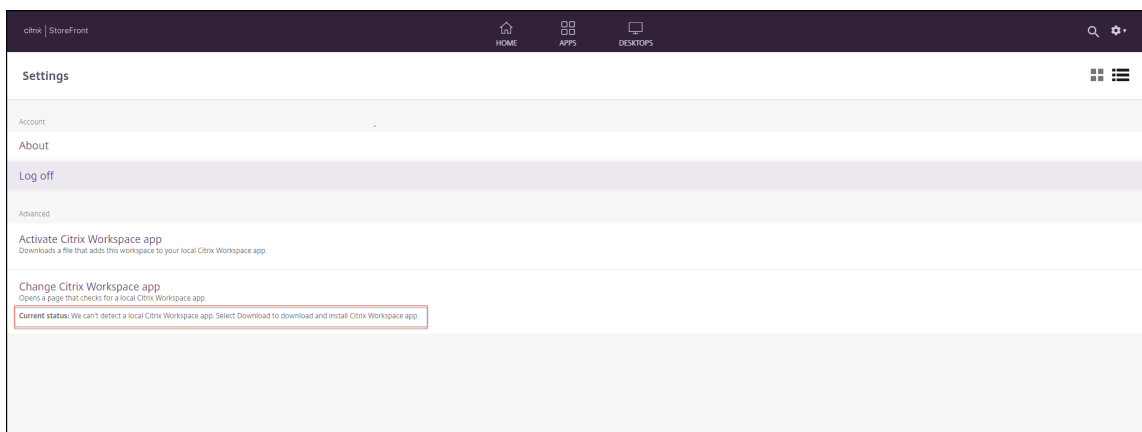 citrix | StoreFront
HOME
APPS
DESKTOPS
Settings
Account
About
Log off
Advanced
Activate Citrix Workspace app
Downloads a file that adds this workspace to your local Citrix Workspace app.
Change Citrix Workspace app
Opens a page that checks for a local Citrix Workspace app.
Current status: We can't detect a local Citrix Workspace app. Select Download to download and install Citrix Workspace app.